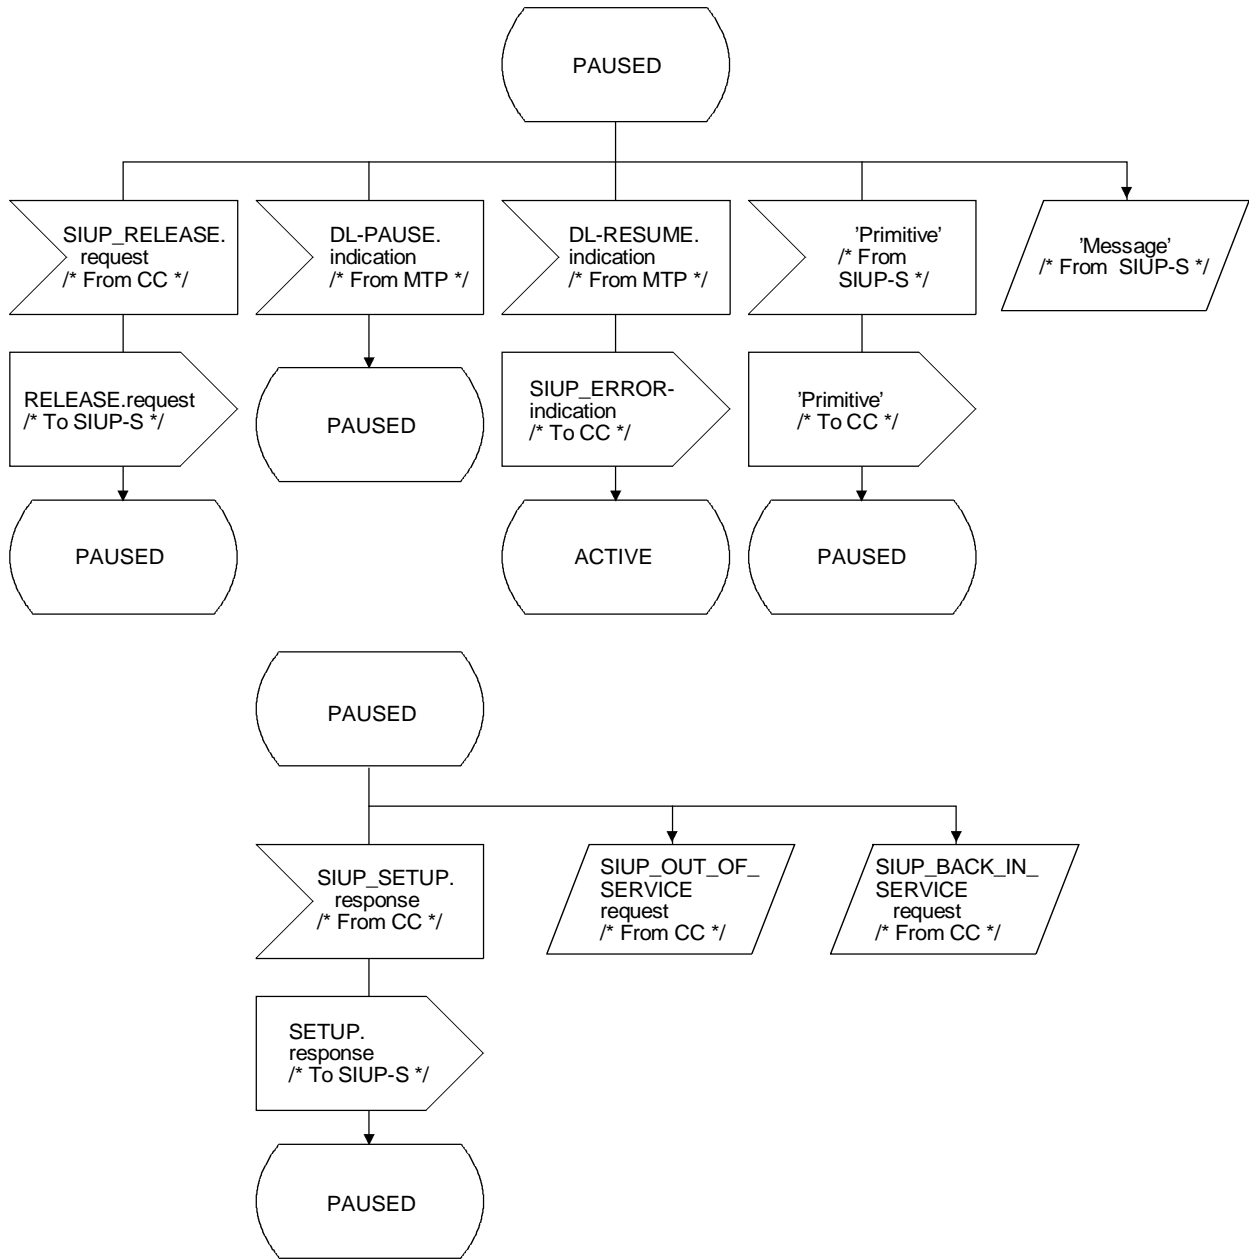 PAUSED
SIUP_RELEASE.
request
/* From CC */
DL-PAUSE.
indication
/* From MTP */
DL-RESUME.
indication
/* From MTP */
'Primitive'
/* From
SIUP-S */
'Message'
/* From SIUP-S */
RELEASE.request
/* To SIUP-S */
PAUSED
SIUP_ERROR-
indication
/* To CC */
'Primitive'
/* To CC */
PAUSED
ACTIVE
PAUSED
PAUSED
SIUP_SETUP.
response
/* From CC */
SIUP_OUT_OF_
SERVICE
request
/* From CC */
SIUP_BACK_IN_
SERVICE
request
/* From CC */
SETUP.
response
/* To SIUP-S */
PAUSED